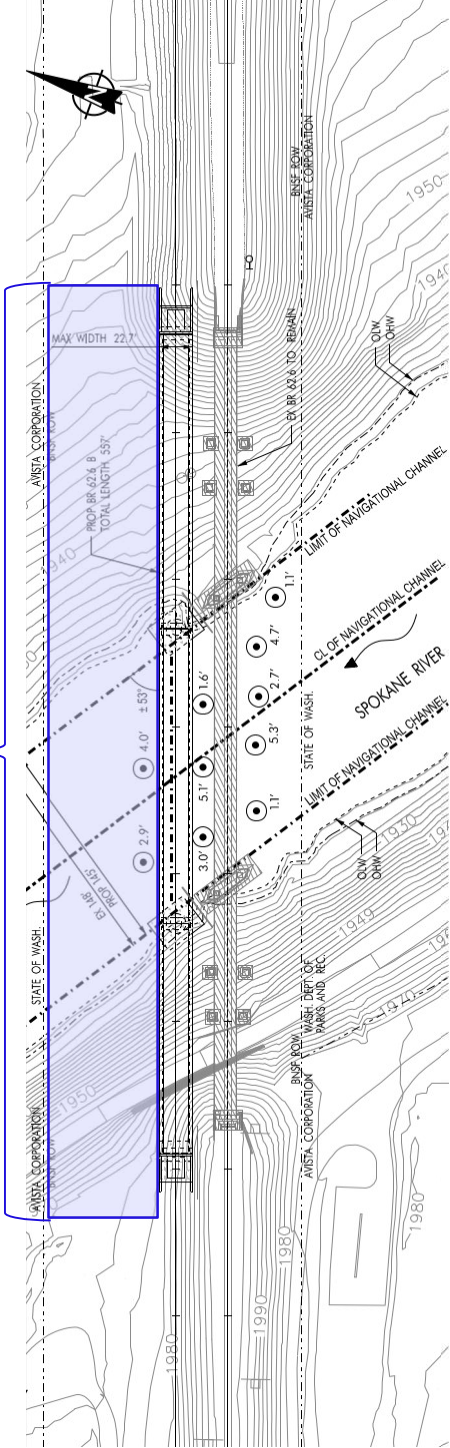 N
BNSF ROW
AVISTA CORPORATION
1950
1940
MAX WIDTH 22.7'
EX BR 62.6 TO REMAIN
OLW
OHW
AVISTA CORPORATION
BNSF ROW
PROP BR 62.6 B
TOTAL LENGTH 557'
LIMIT OF NAVIGATIONAL CHANNEL
CL OF NAVIGATIONAL CHANNEL
SPOKANE RIVER
LIMIT OF NAVIGATIONAL CHANNEL
STATE OF WASH.
± 53°
1.1'
4.7'
2.7'
1.6'
5.3'
4.0'
5.1'
1.1'
3.0'
2.9'
EX 148'
PROP 145'
OLW
OHW
1930
1949
STATE OF WASH.
WASH. DEPT. OF
PARKS AND REC.
BNSF ROW
AVISTA CORPORATION
1970
1950
AVISTA CORPORATION
BNSF ROW
1980
1980
1990
1980